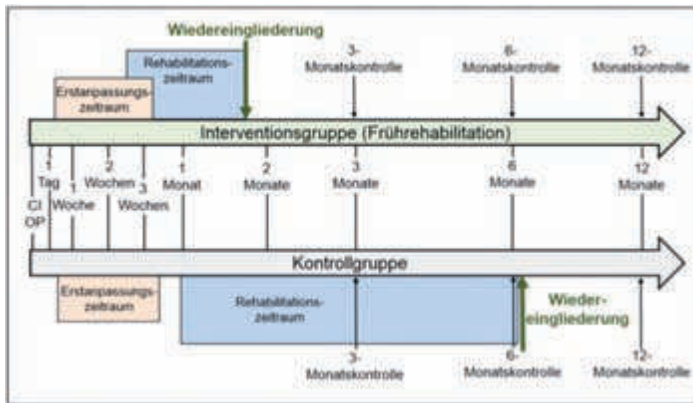 Wiedereingliederung
Rehabilitations-
zeitraum
Erstanpassungs-
zeitraum
3-
Monatskontrolle
6-
Monatskontrolle
12-
Monatskontrolle
Interventionsgruppe (Frührehabilitation)
CI
OP
1
Tag
1
Woche
2
Wochen
3
Wochen
1
Monat
2
Monate
3
Monate
6
Monate
12
Monate
Kontrollgruppe
Erstanpassungs-
zeitraum
Rehabilitations-
zeitraum
Wieder-
eingliederung
3-
Monatskontrolle
6-
Monatskontrolle
12-
Monatskontrolle